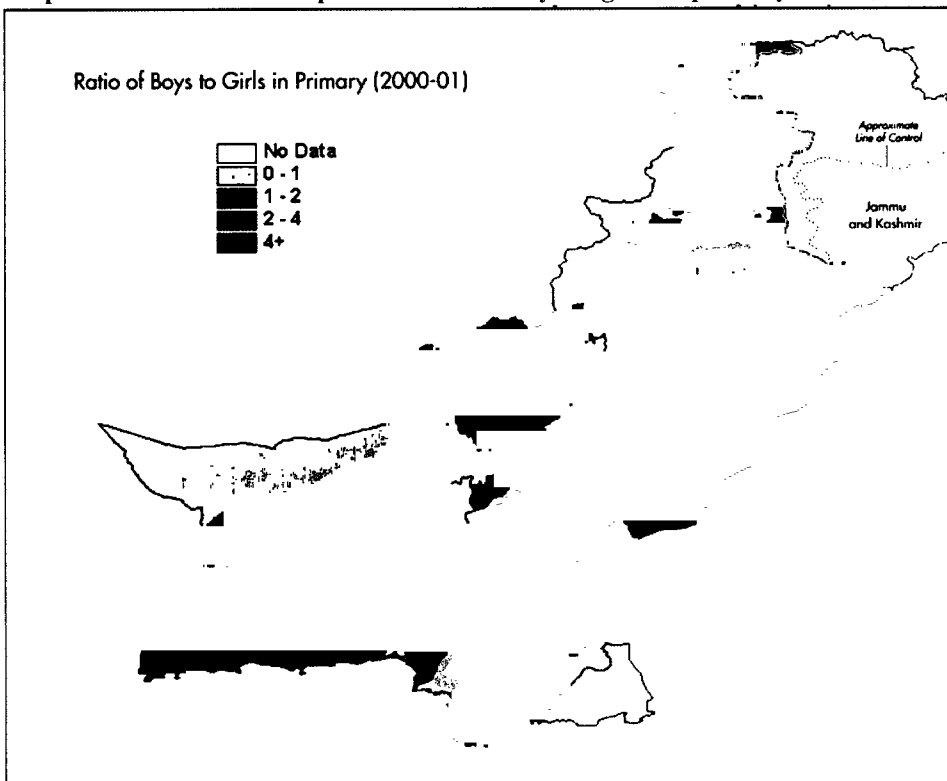 Ratio of Boys to Girls in Primary (2000-01)
No Data
0 - 1
1 - 2
2 - 4
4+
Approximate
Line of Control
Jammu
and Kashmir